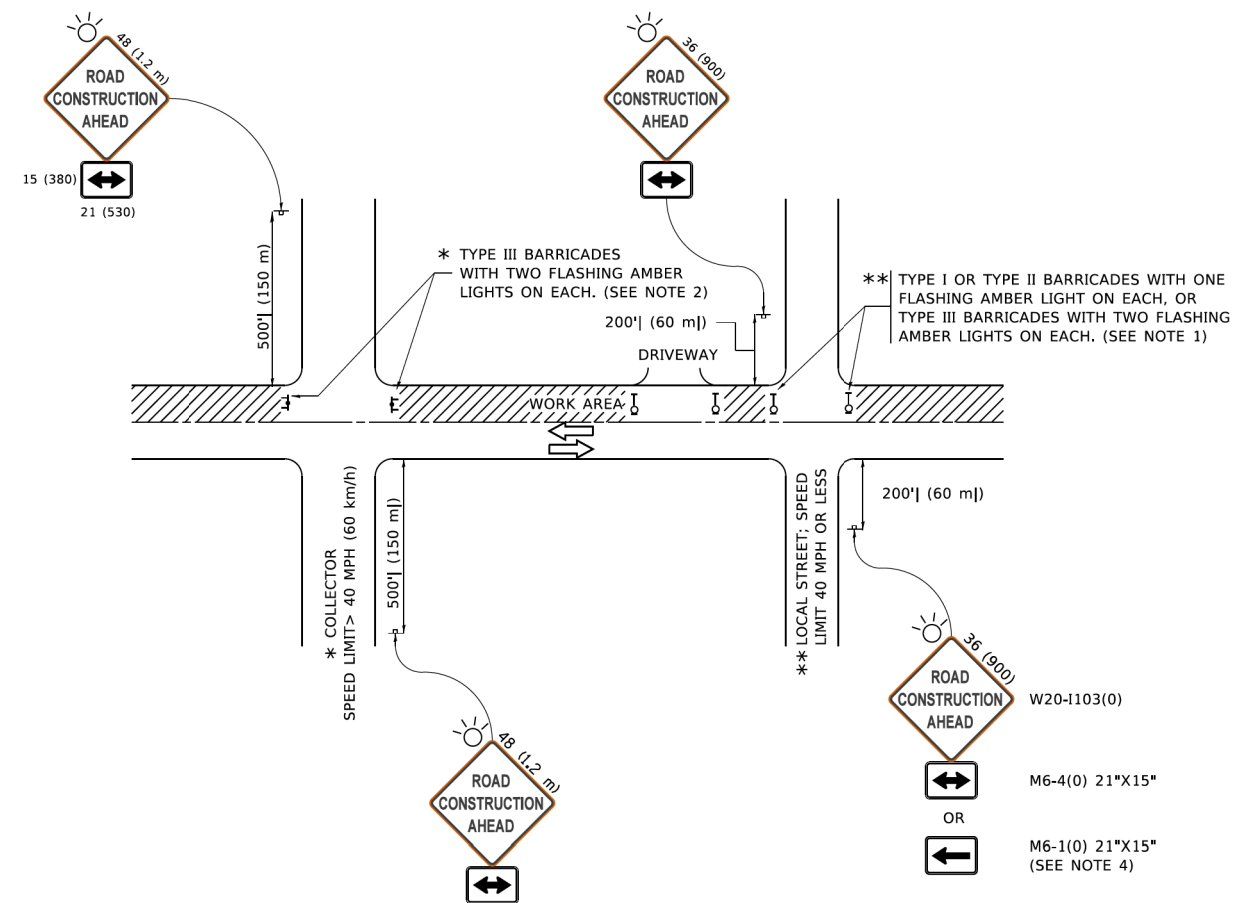 48 (1.2 m)
ROAD
CONSTRUCTION
AHEAD
15 (380)
21 (530)
500'| (150 m)
36 (900)
ROAD
CONSTRUCTION
AHEAD
* TYPE III BARRICADES
WITH TWO FLASHING AMBER
LIGHTS ON EACH. (SEE NOTE 2)
200'| (60 m|)
DRIVEWAY
** TYPE I OR TYPE II BARRICADES WITH ONE
FLASHING AMBER LIGHT ON EACH, OR
TYPE III BARRICADES WITH TWO FLASHING
AMBER LIGHTS ON EACH. (SEE NOTE 1)
WORK AREA
* COLLECTOR
SPEED LIMIT> 40 MPH (60 km/h)
500'| (150 m|)
** LOCAL STREET; SPEED
LIMIT 40 MPH OR LESS
200'| (60 m|)
48 (1.2 m)
ROAD
CONSTRUCTION
AHEAD
36 (900)
ROAD
CONSTRUCTION
AHEAD
W20-I103(0)
M6-4(0) 21"X15"
OR
M6-1(0) 21"X15"
(SEE NOTE 4)